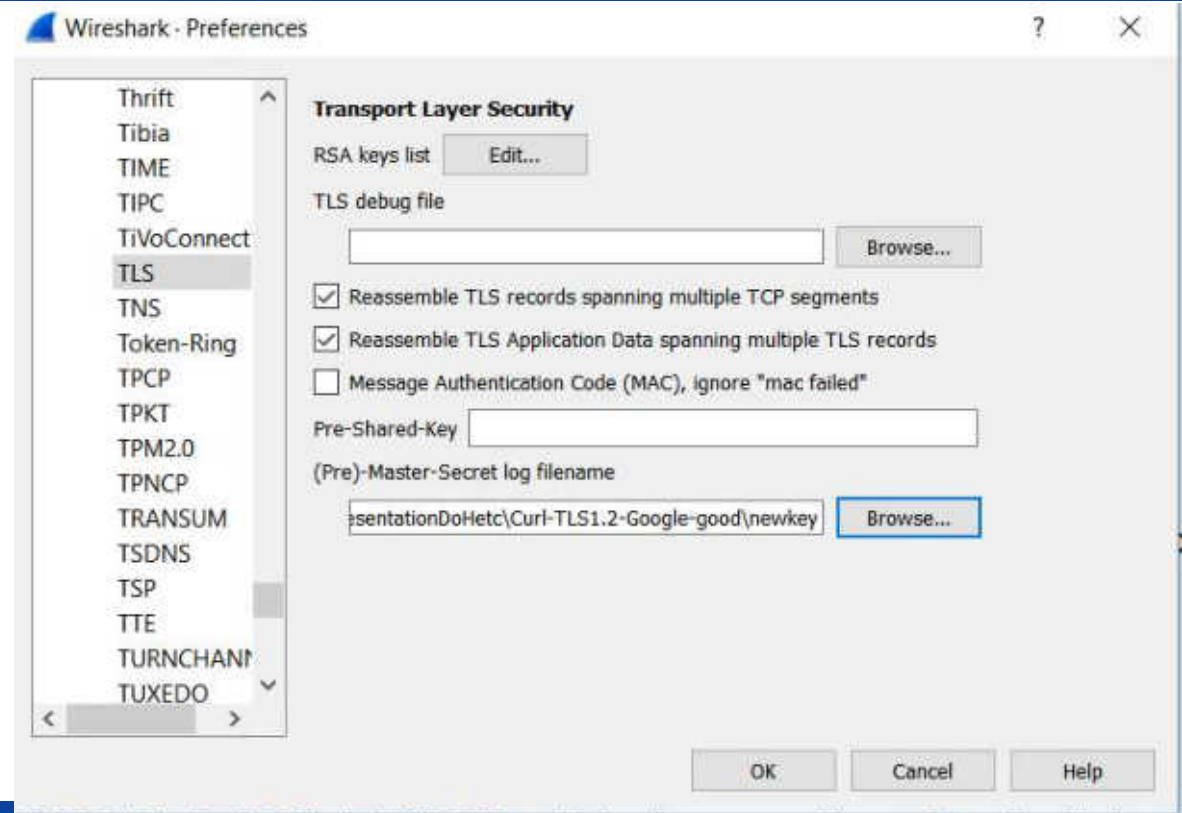 Wireshark · Preferences
?
Thrift
Tibia
TIME
TIPC
TiVoConnect
TLS
TNS
Token-Ring
TPCP
TPKT
TPM2.0
TPNCP
TRANSUM
TSDNS
TSP
TTE
TURNCHANN
TUXEDO
Transport Layer Security
RSA keys list Edit...
TLS debug file
Browse...
Reassemble TLS records spanning multiple TCP segments
Reassemble TLS Application Data spanning multiple TLS records
Message Authentication Code (MAC), ignore "mac failed"
Pre-Shared-Key
(Pre)-Master-Secret log filename
esentationDoHetc\Curl-TLS1.2-Google-good\newkey Browse...
OK Cancel Help